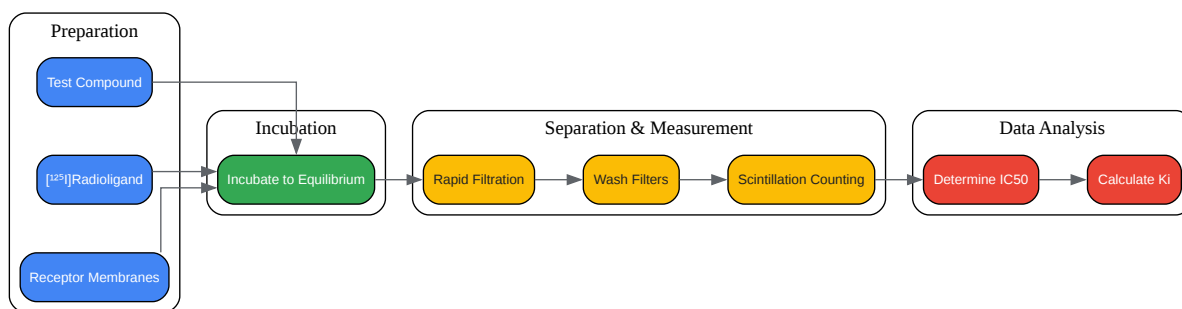 Preparation
Test Compound
[¹²⁵I]Radioligand
Receptor Membranes
Incubation
Incubate to Equilibrium
Separation & Measurement
Rapid Filtration
Wash Filters
Scintillation Counting
Data Analysis
Determine IC50
Calculate Ki